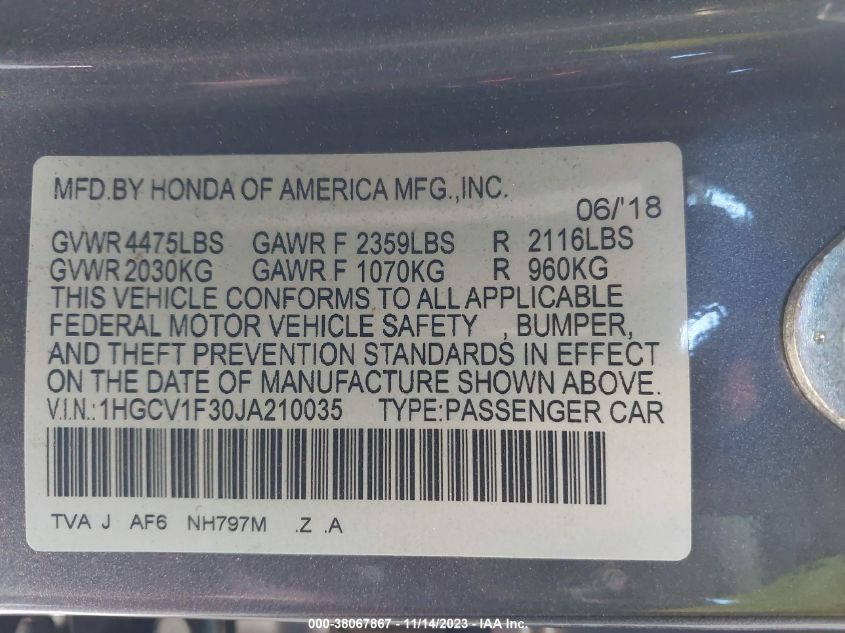 MFD.BY HONDA OF AMERICA MFG.,INC.
06/'18
GVWR 4475LBS GAWR F 2359LBS R 2116LBS
GVWR 2030KG GAWR F 1070KG R 960KG
THIS VEHICLE CONFORMS TO ALL APPLICABLE
FEDERAL MOTOR VEHICLE SAFETY , BUMPER,
AND THEFT PREVENTION STANDARDS IN EFFECT
ON THE DATE OF MANUFACTURE SHOWN ABOVE.
V.I.N.:1HGCV1F30JA210035 TYPE:PASSENGER CAR
TVA J AF6 NH797M .Z .A
000-38067867 - 11/14/2023 - IAA Inc.